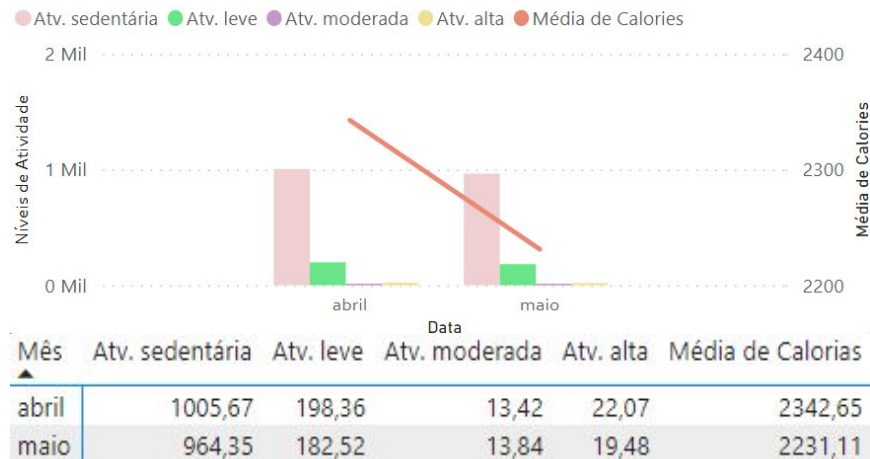 Atv. sedentária Atv. leve Atv. moderada Atv. alta Média de Calories
2 Mil 2400
1 Mil 2300
0 Mil 2200
Níveis de Atividade
Média de Calories
abril maio
Data
Mês Atv. sedentária Atv. leve Atv. moderada Atv. alta Média de Calorias
abril 1005,67 198,36 13,42 22,07 2342,65
maio 964,35 182,52 13,84 19,48 2231,11